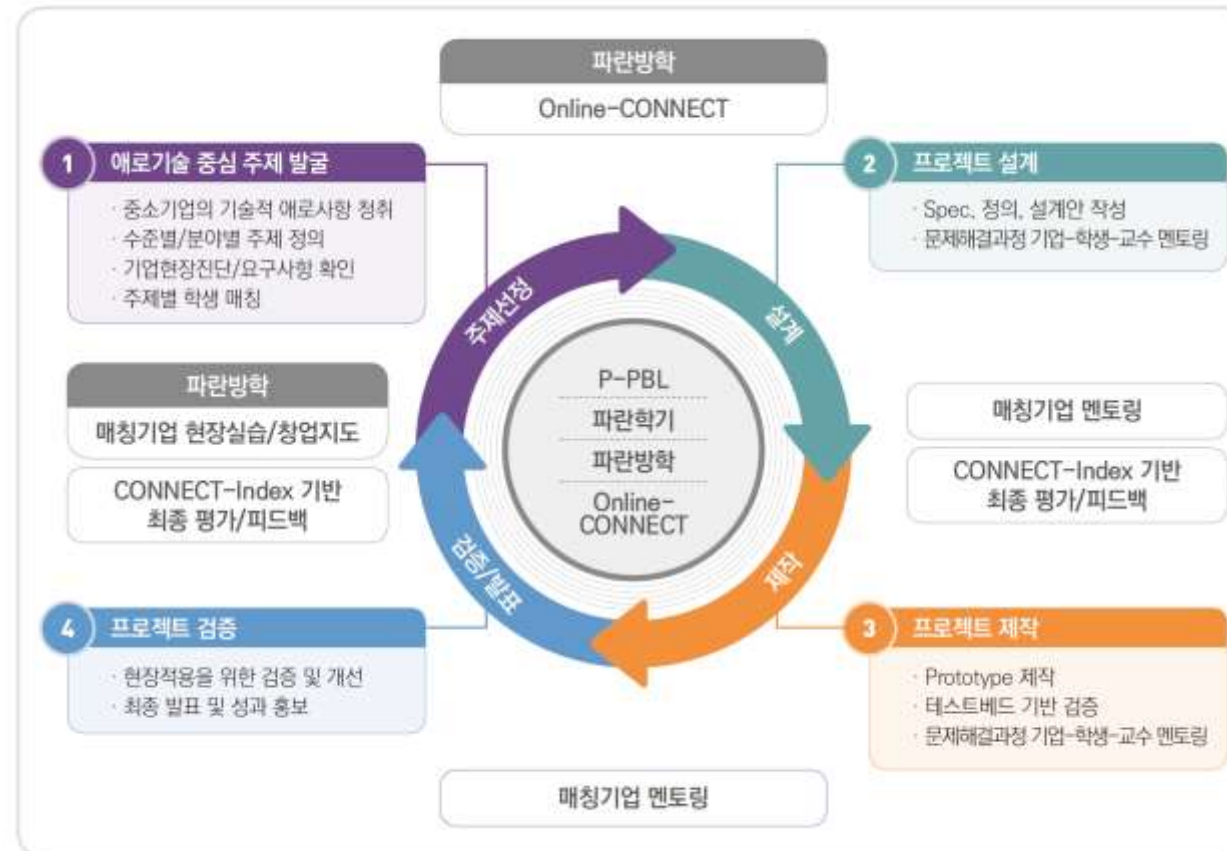 파란방학
Online-CONNECT
1 애로기술 중심 주제 발굴
· 중소기업의 기술적 애로사항 청취
· 수준별/분야별 주제 정의
· 기업현장진단/요구사항 확인
· 주제별 학생 매칭
2 프로젝트 설계
· Spec. 정의, 설계안 작성
· 문제해결과정 기업-학생-교수 멘토링
주제선정
설계
제작
검증/발표
P-PBL
파란학기
파란방학
Online-
CONNECT
파란방학
매칭기업 현장실습/창업지도
CONNECT-Index 기반
최종 평가/피드백
매칭기업 멘토링
CONNECT-Index 기반
최종 평가/피드백
4 프로젝트 검증
· 현장적용을 위한 검증 및 개선
· 최종 발표 및 성과 홍보
3 프로젝트 제작
· Prototype 제작
· 테스트베드 기반 검증
· 문제해결과정 기업-학생-교수 멘토링
매칭기업 멘토링